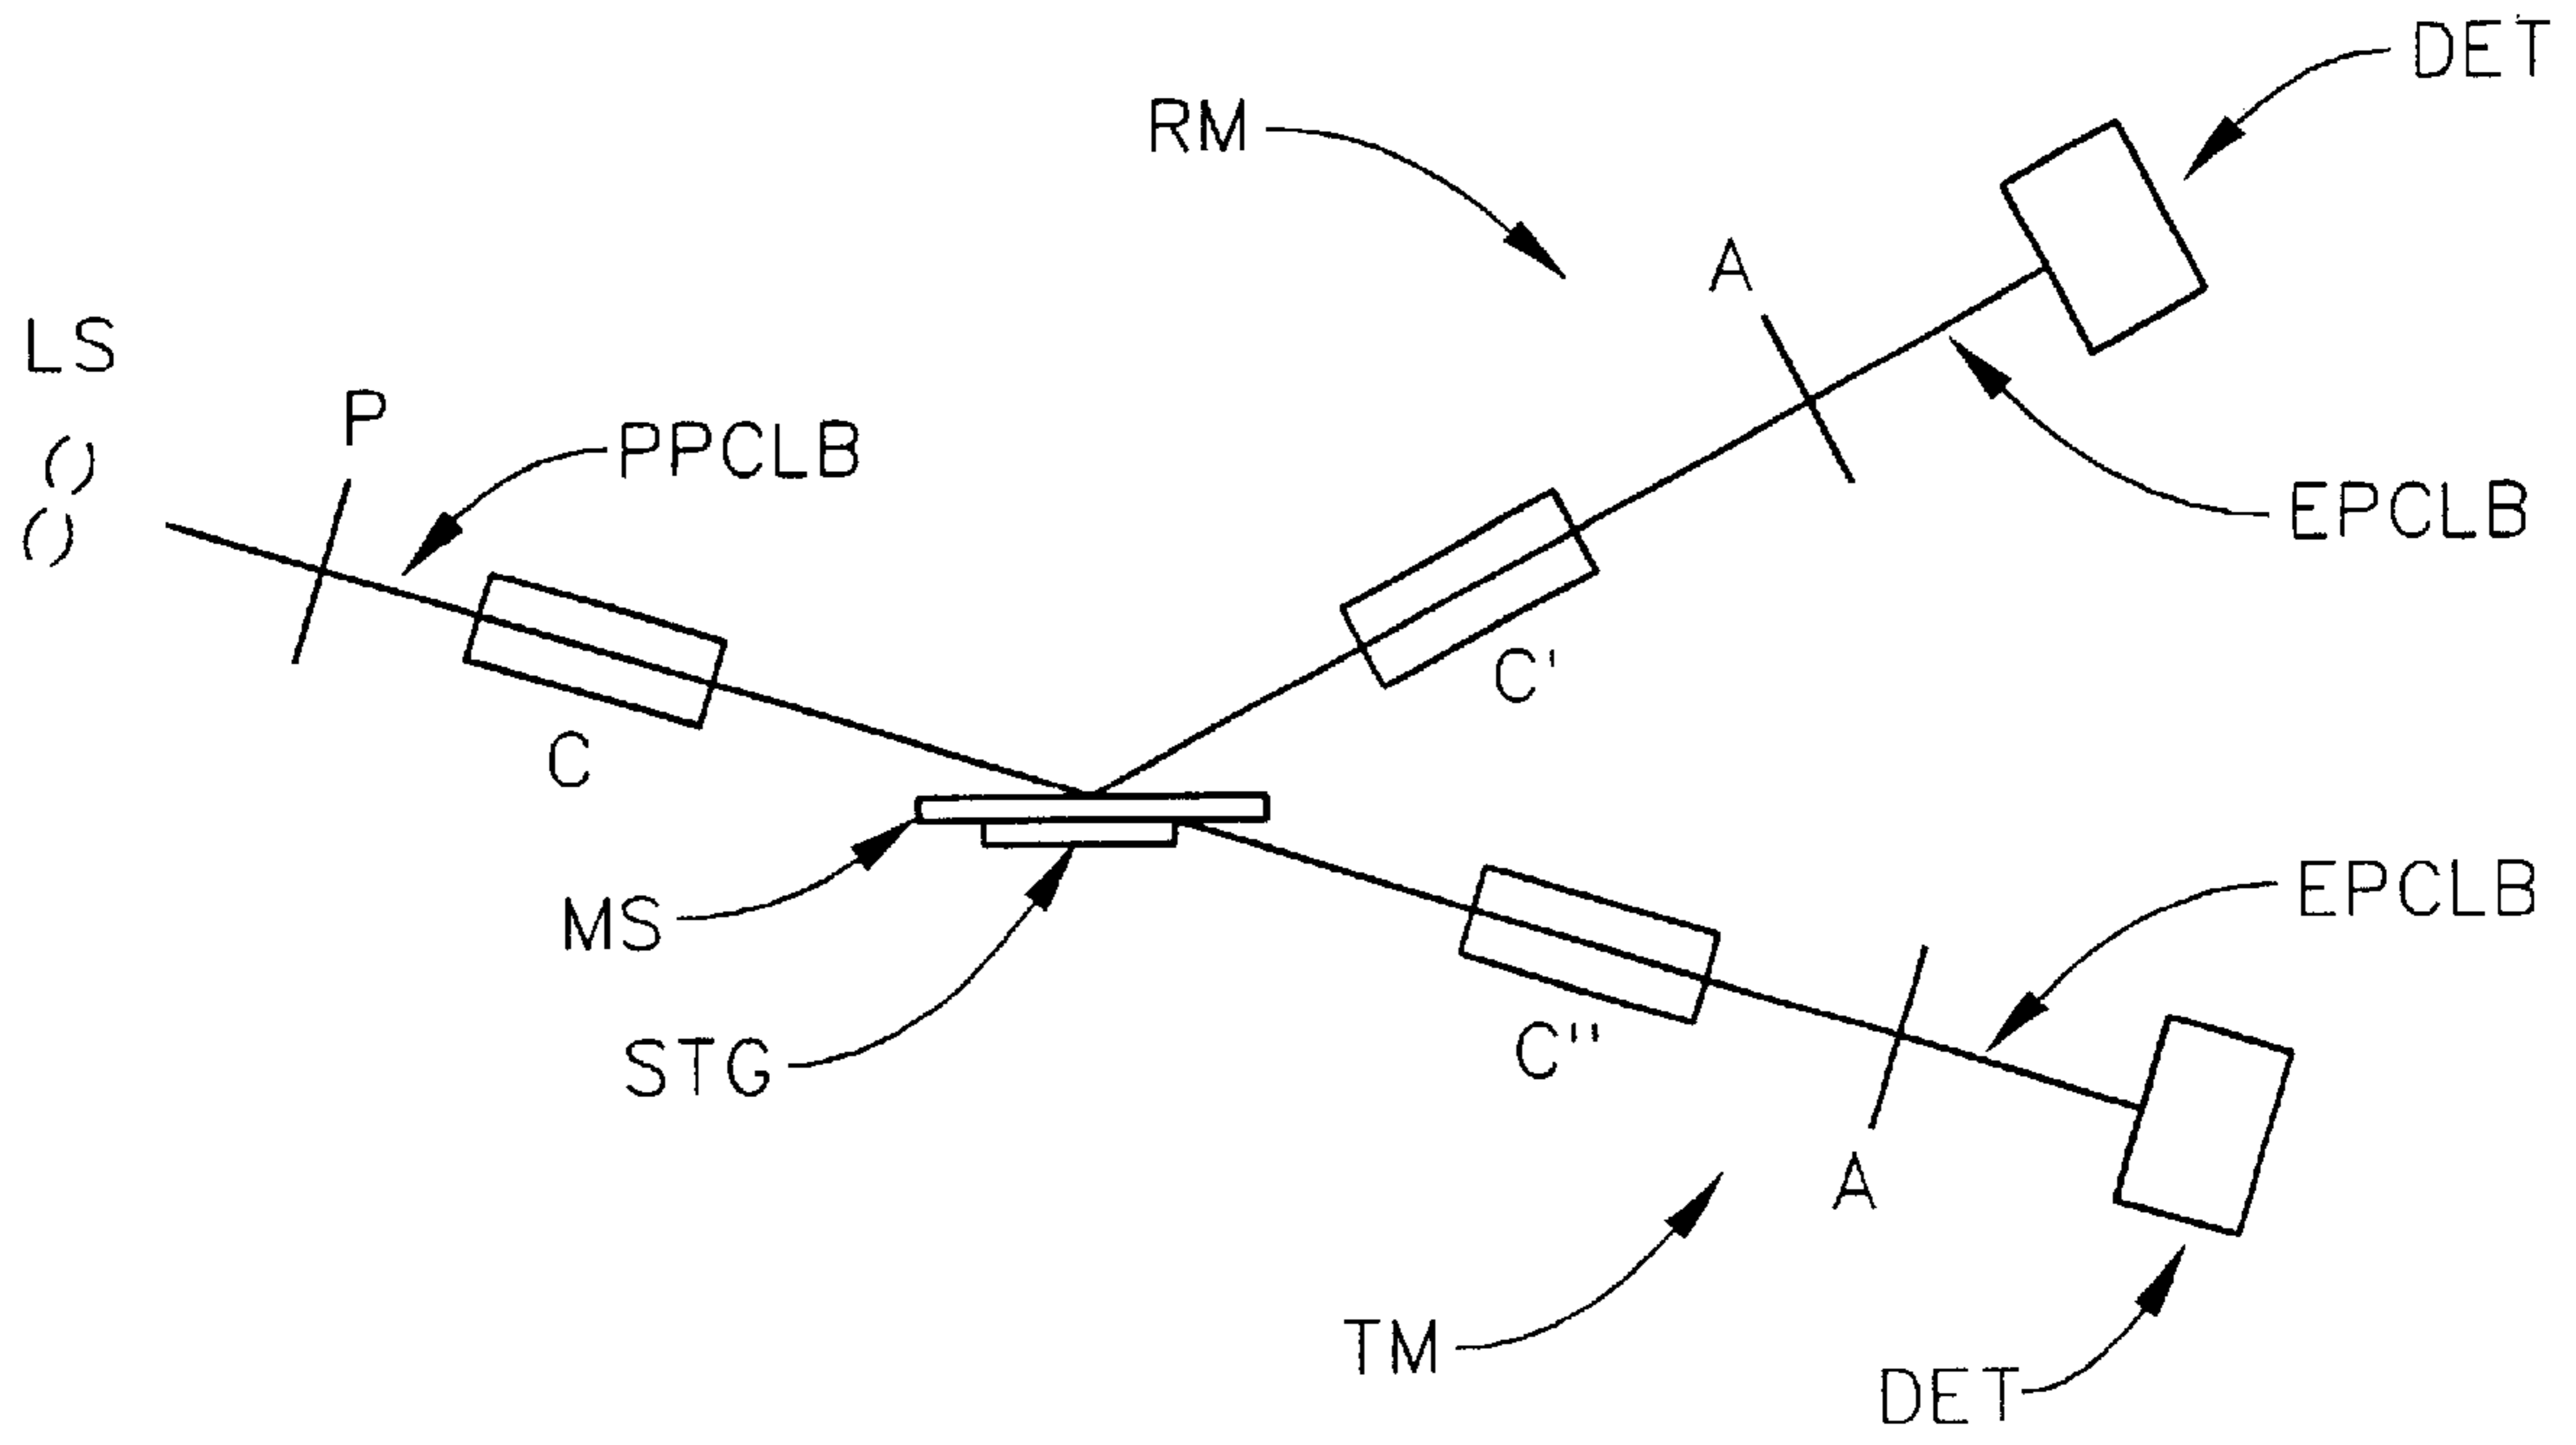 DET
RM
A
LS
P
PPCLB
EPCLB
C'
C
EPCLB
MS
STG
C"
A
TM
DET